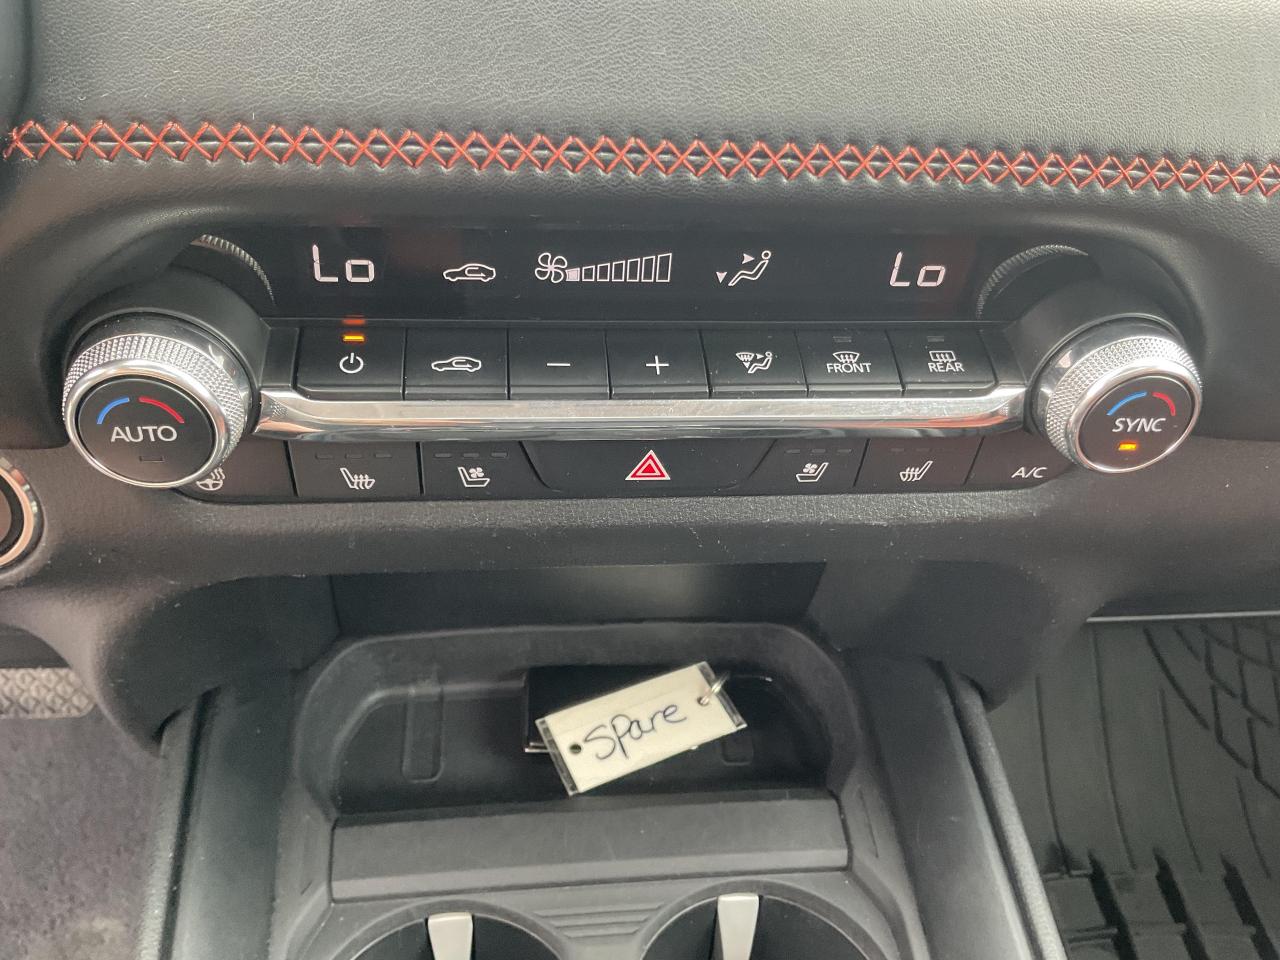 Lo Lo
FRONT REAR
AUTO SYNC
A/C
spare